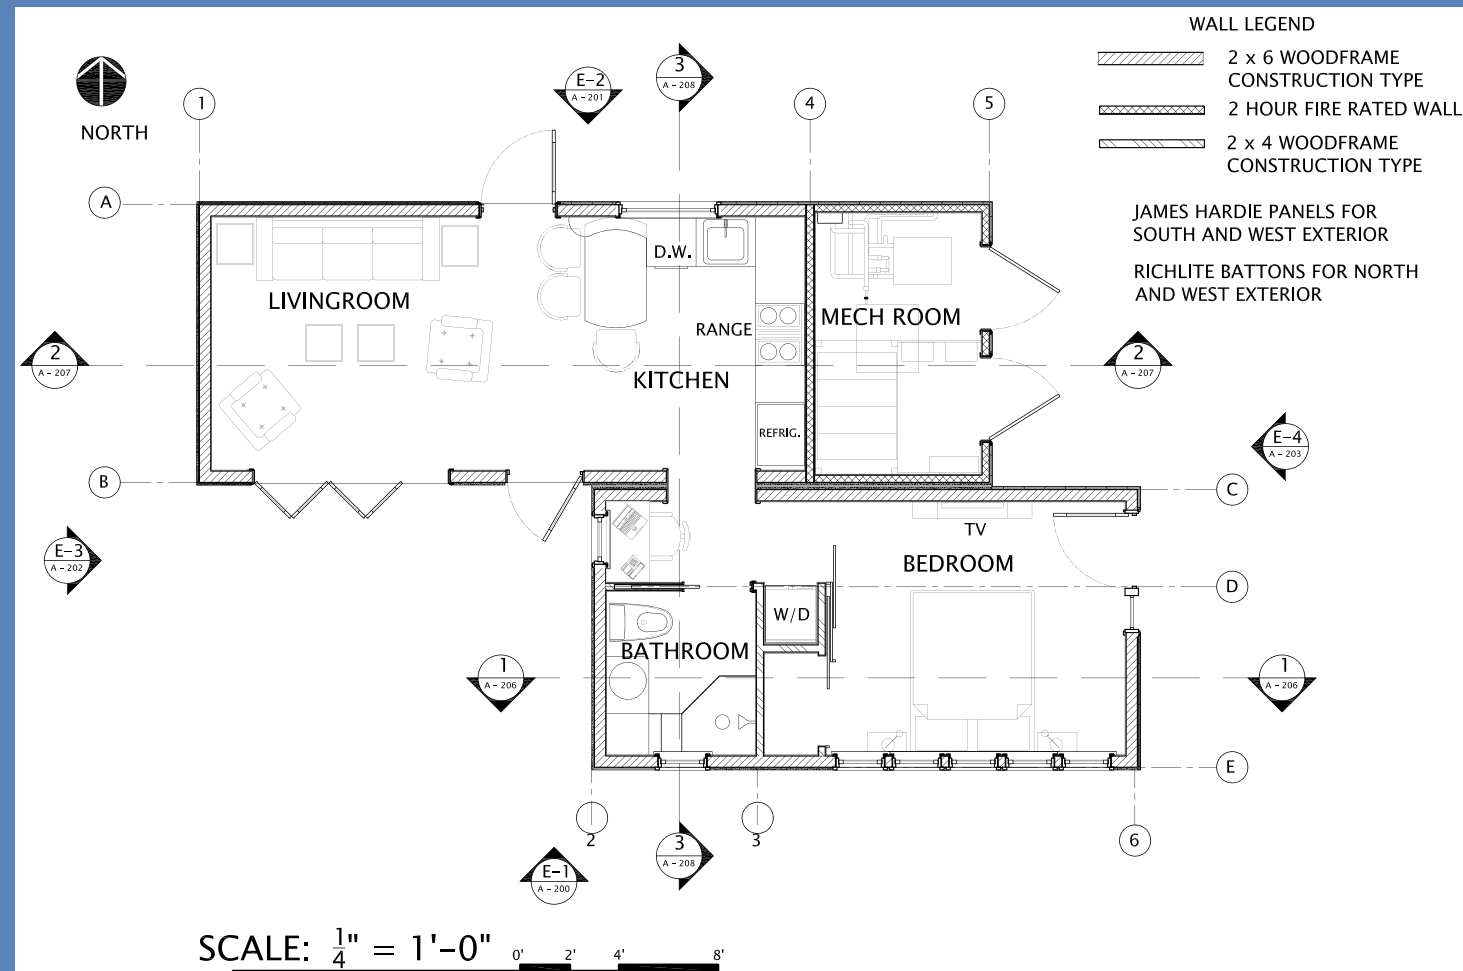 WALL LEGEND
2 x 6 WOODFRAME
CONSTRUCTION TYPE
2 HOUR FIRE RATED WALL
2 x 4 WOODFRAME
CONSTRUCTION TYPE
JAMES HARDIE PANELS FOR
SOUTH AND WEST EXTERIOR
RICHLITE BATTONS FOR NORTH
AND WEST EXTERIOR
NORTH
E-2
A - 201
3
A - 208
1
4
5
A
D.W.
LIVINGROOM
RANGE
MECH ROOM
2
A - 207
KITCHEN
2
A - 207
REFRIG.
E-4
A - 203
B
C
TV
E-3
A - 202
BEDROOM
D
W/D
BATHROOM
1
A - 206
1
A - 206
E
2
3
6
3
A - 208
E-1
A - 200
SCALE: 1/4" = 1'-0"
0' 2' 4' 8'